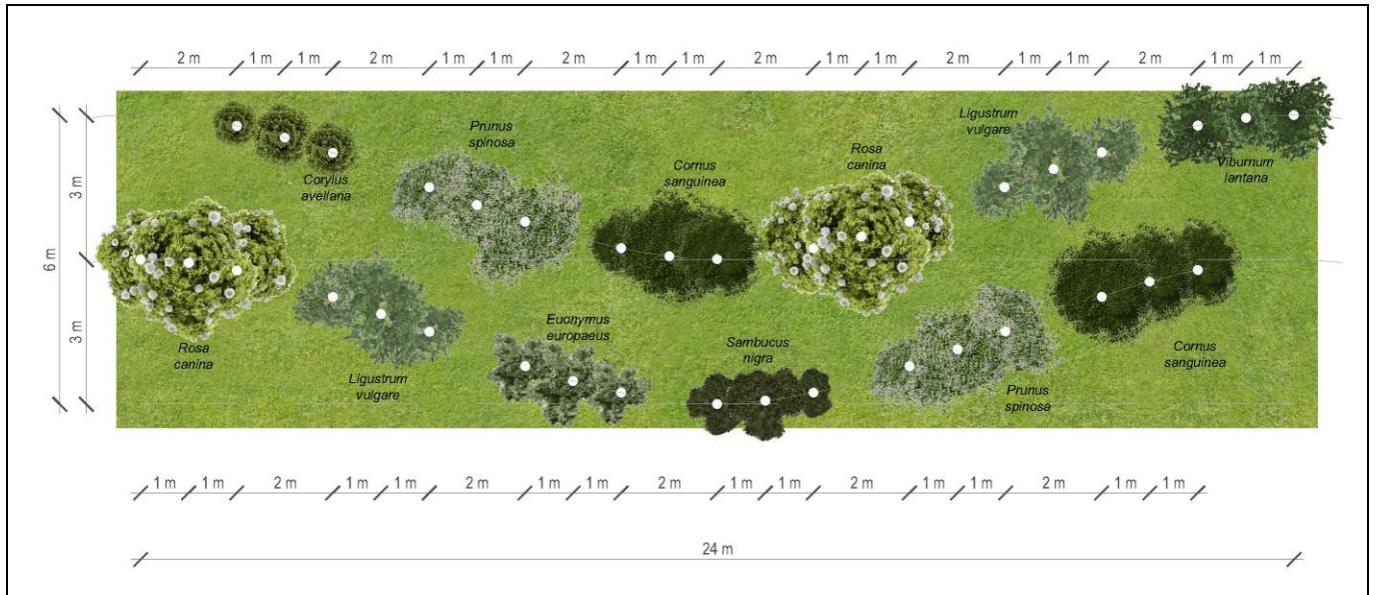 2 m 1 m 1 m 2 m 1 m 1 m 2 m 1 m 1 m 2 m 1 m 1 m 2 m 1 m 1 m 2 m 1 m 1 m
6 m
3 m
3 m
Corylus
avellana
Prunus
spinosa
Cornus
sanguinea
Rosa
canina
Ligustrum
vulgare
Viburnum
lantana
Rosa
canina
Ligustrum
vulgare
Euonymus
europaeus
Sambucus
nigra
Prunus
spinosa
Cornus
sanguinea
1 m 1 m 2 m 1 m 1 m 2 m 1 m 1 m 2 m 1 m 1 m 2 m 1 m 1 m 2 m 1 m 1 m
24 m